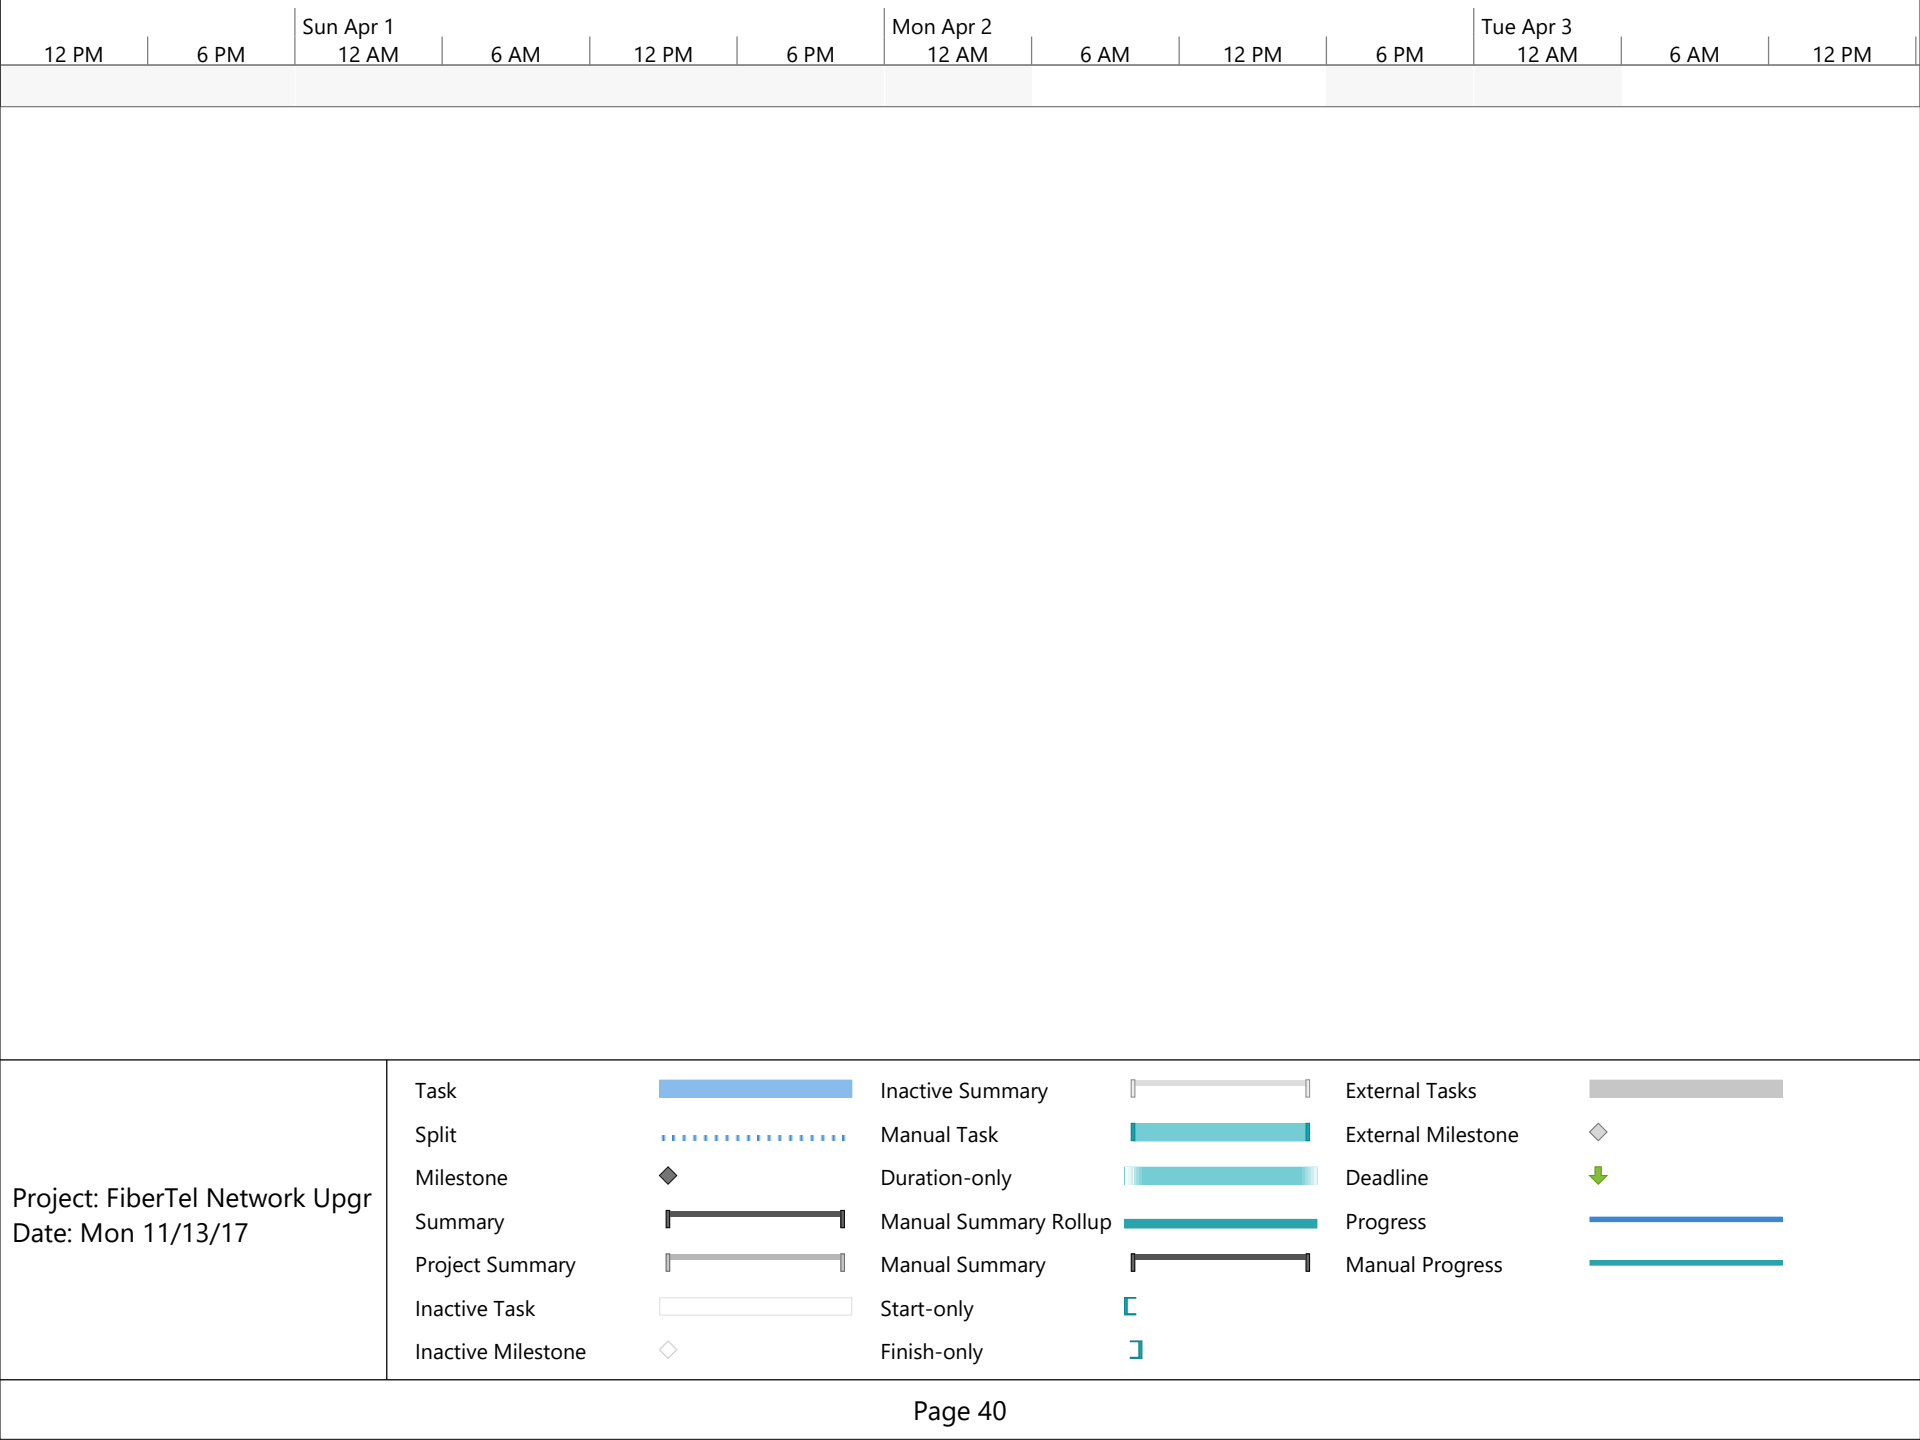 Sun Apr 1 Mon Apr 2 Tue Apr 3
12 PM 6 PM 12 AM 6 AM 12 PM 6 PM 12 AM 6 AM 12 PM 6 PM 12 AM 6 AM 12 PM
Project: FiberTel Network Upgr
Date: Mon 11/13/17
Task
Split
Milestone
Summary
Project Summary
Inactive Task
Inactive Milestone
Inactive Summary
Manual Task
Duration-only
Manual Summary Rollup
Manual Summary
Start-only
Finish-only
External Tasks
External Milestone
Deadline
Progress
Manual Progress
Page 40